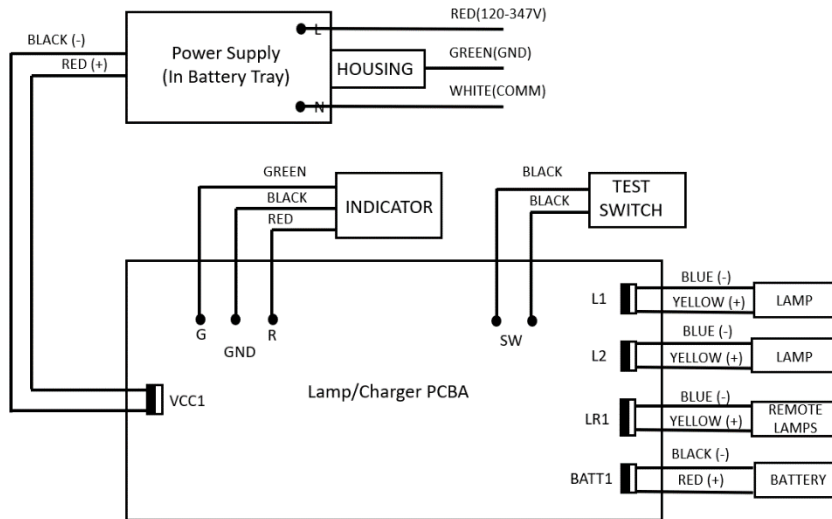 RED(120-347V)
BLACK (-)
Power Supply
(In Battery Tray)
L
RED (+)
HOUSING
GREEN(GND)
WHITE(COMM)
N
GREEN
BLACK
RED
INDICATOR
BLACK
BLACK
TEST
SWITCH
G
GND
R
SW
L1
BLUE (-)
YELLOW (+)
LAMP
L2
BLUE (-)
YELLOW (+)
LAMP
VCC1
Lamp/Charger PCBA
LR1
BLUE (-)
YELLOW (+)
REMOTE
LAMPS
BATT1
BLACK (-)
RED (+)
BATTERY